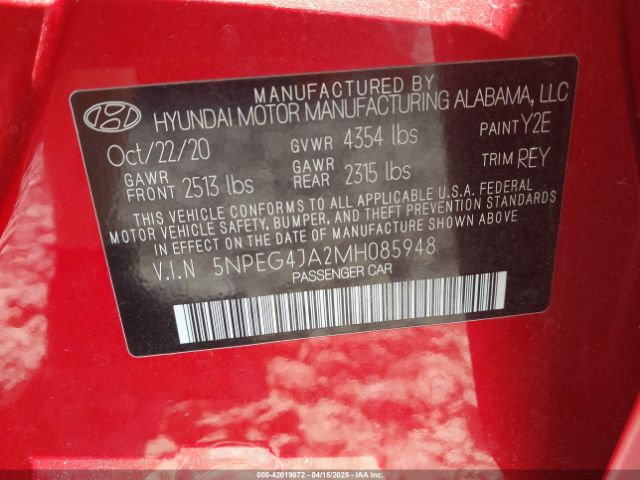 MANUFACTURED BY
HYUNDAI MOTOR MANUFACTURING ALABAMA, LLC
Oct/22/20 GVWR 4354 lbs PAINT Y2E
GAWR FRONT 2513 lbs GAWR REAR 2315 lbs TRIM REY
THIS VEHICLE CONFORMS TO ALL APPLICABLE U.S.A. FEDERAL
MOTOR VEHICLE SAFETY, BUMPER, AND THEFT PREVENTION STANDARDS
IN EFFECT ON THE DATE OF MANUFACTURE SHOWN ABOVE.
V.I.N 5NPEG4JA2MH085948
PASSENGER CAR
000-42019872 - 04/15/2025 - IAA Inc.